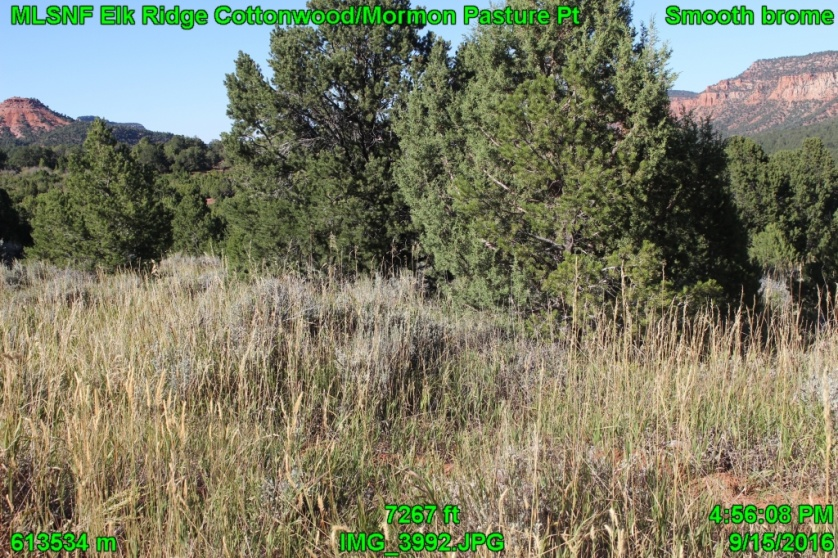 MLSNF Elk Ridge Cottonwood/Mormon Pasture Pt Smooth brome
7267 ft 4:56:08 PM
613534 m IMG_3992.JPG 9/15/2016